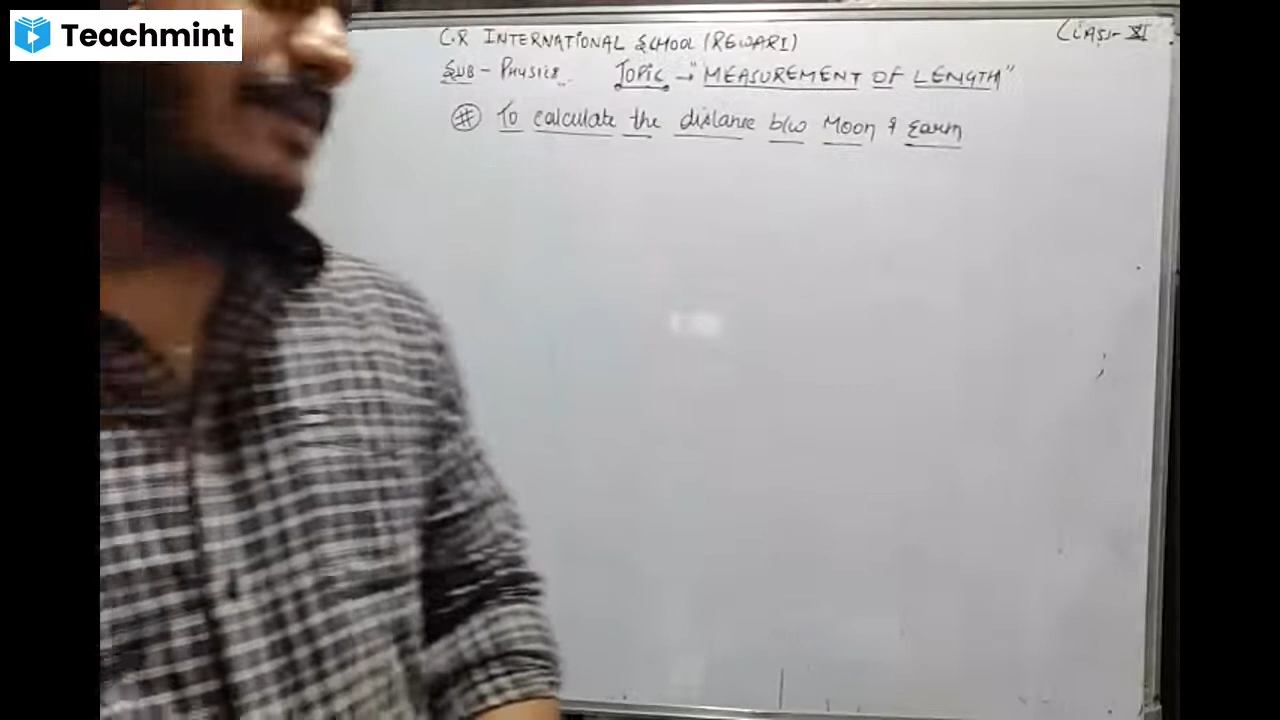 Teachmint
C.R INTERNATIONAL SCHOOL (REWARI)
CLASS-XI
SUB - PHYSICS. TOPIC → "MEASUREMENT OF LENGTH"
# To calculate the distance b/w Moon & Earth